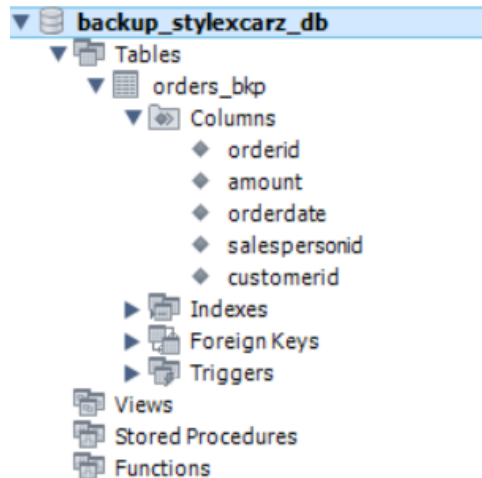 backup_stylexcarz_db
Tables
orders_bkp
Columns
orderid
amount
orderdate
salespersonid
customerid
Indexes
Foreign Keys
Triggers
Views
Stored Procedures
Functions